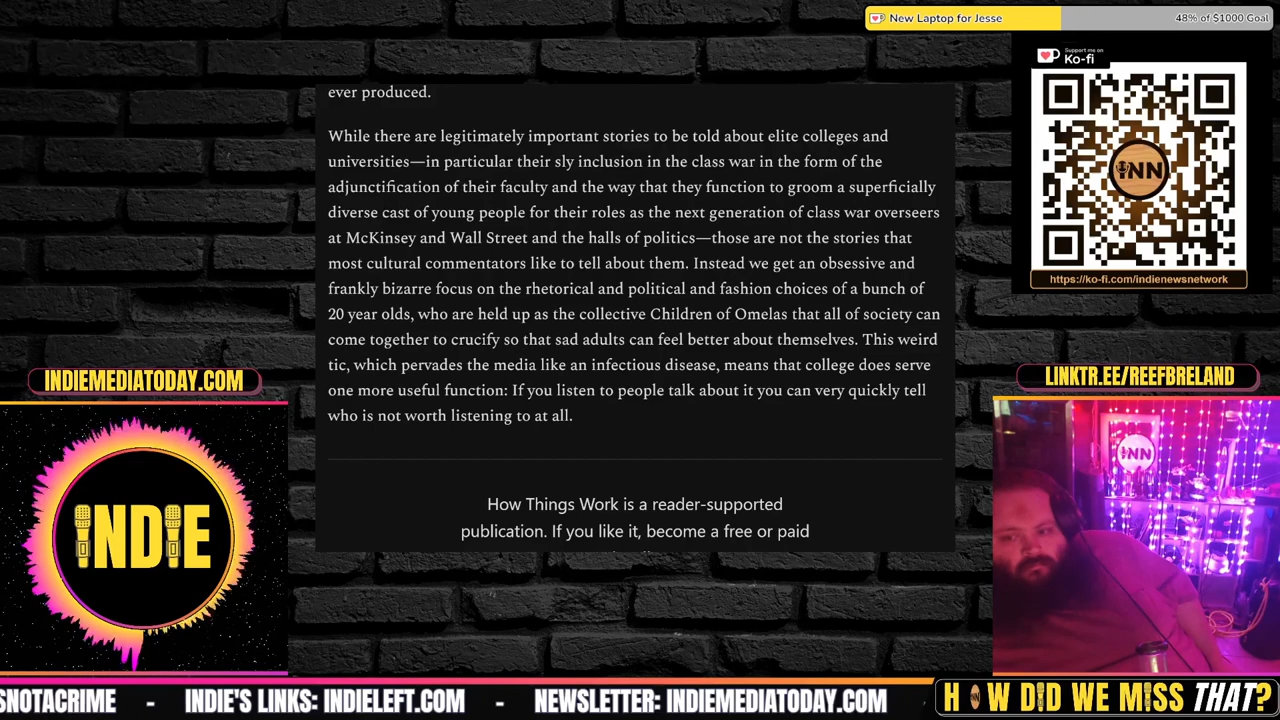 New Laptop for Jesse
48% of $1000 Goal
Support me on
Ko-fi
iNN
https://ko-fi.com/indienewsnetwork
ever produced.
While there are legitimately important stories to be told about elite colleges and
universities—in particular their sly inclusion in the class war in the form of the
adjunctification of their faculty and the way that they function to groom a superficially
diverse cast of young people for their roles as the next generation of class war overseers
at McKinsey and Wall Street and the halls of politics—those are not the stories that
most cultural commentators like to tell about them. Instead we get an obsessive and
frankly horny focus on the rhetorical and political and fashion choices of a bunch of
20 year olds, who are held up as the collective Children of Omelas that all of society can
come together to crucify so that sad adults can feel better about themselves. This weird
tic, which pervades the media like an infectious disease, means that college does serve
one more useful function: If you listen to people talk about it you can very quickly tell
who is not worth listening to at all.
How Things Work is a reader-supported
publication. If you like it, become a free or paid
INDIEMEDIATODAY.COM
INDIE
LINKTR.EE/REEFBRELAND
iNN
SNOTACRIME - INDIE'S LINKS: INDIELEFT.COM - NEWSLETTER: INDIEMEDIATODAY.COM
HOW DID WE MISS THAT?